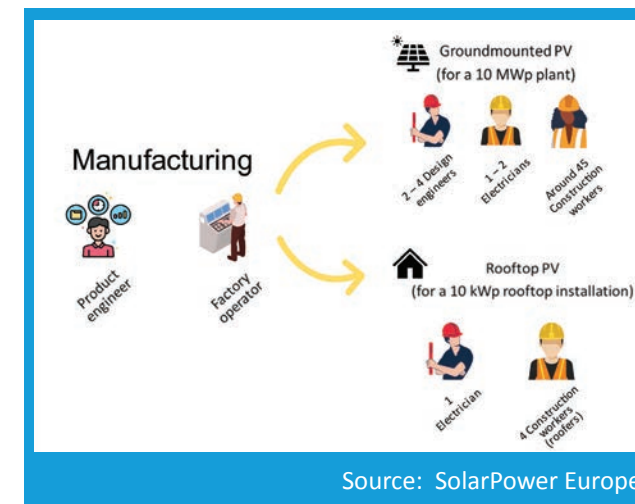 Manufacturing
Product
engineer
Factory
operator
Groundmounted PV
(for a 10 MWp plant)
2 – 4 Design
engineers
1 – 2
Electricians
Around 45
Construction
workers
Rooftop PV
(for a 10 kWp rooftop installation)
1
Electrician
4 Construction
workers
(roofers)
Source: SolarPower Europe